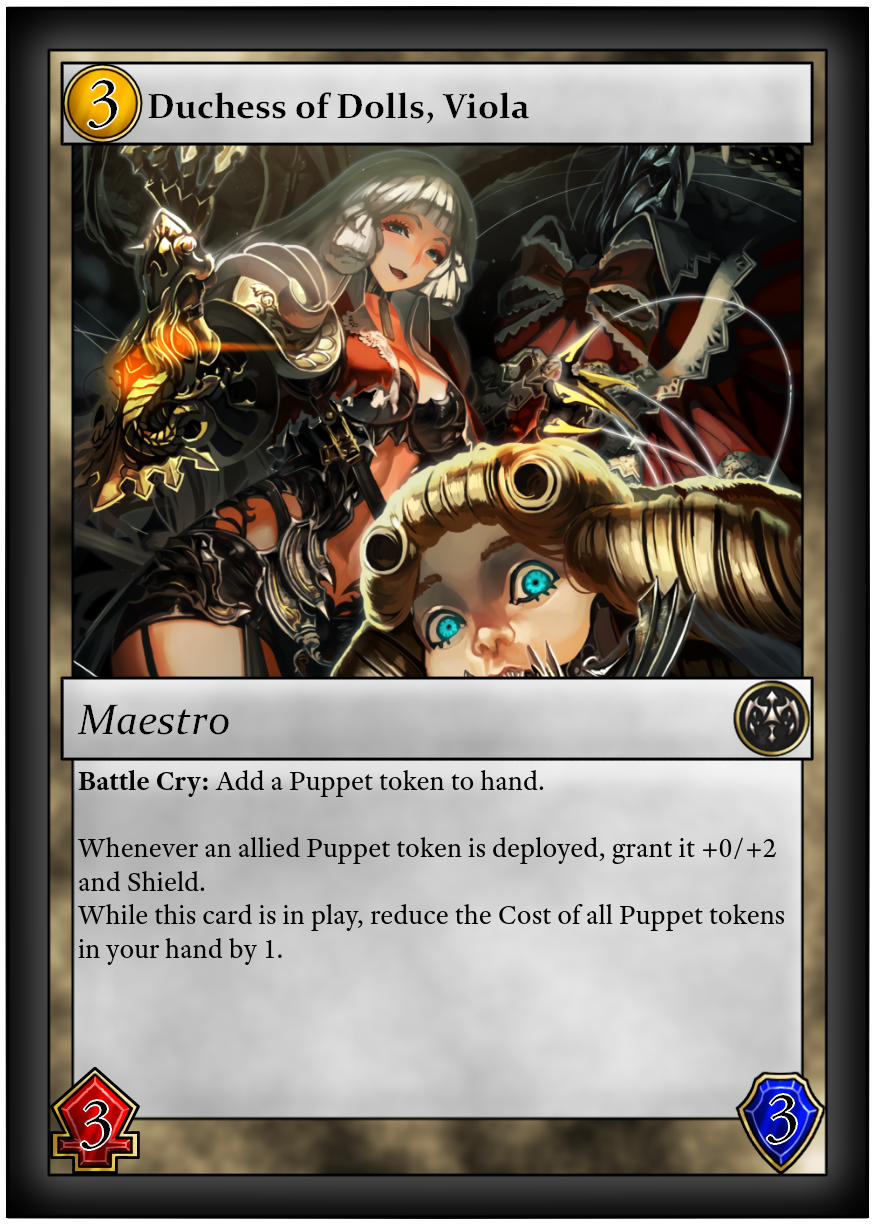 3 Duchess of Dolls, Viola
Maestro
Battle Cry: Add a Puppet token to hand.
Whenever an allied Puppet token is deployed, grant it +0/+2
and Shield.
While this card is in play, reduce the Cost of all Puppet tokens
in your hand by 1.
3 3